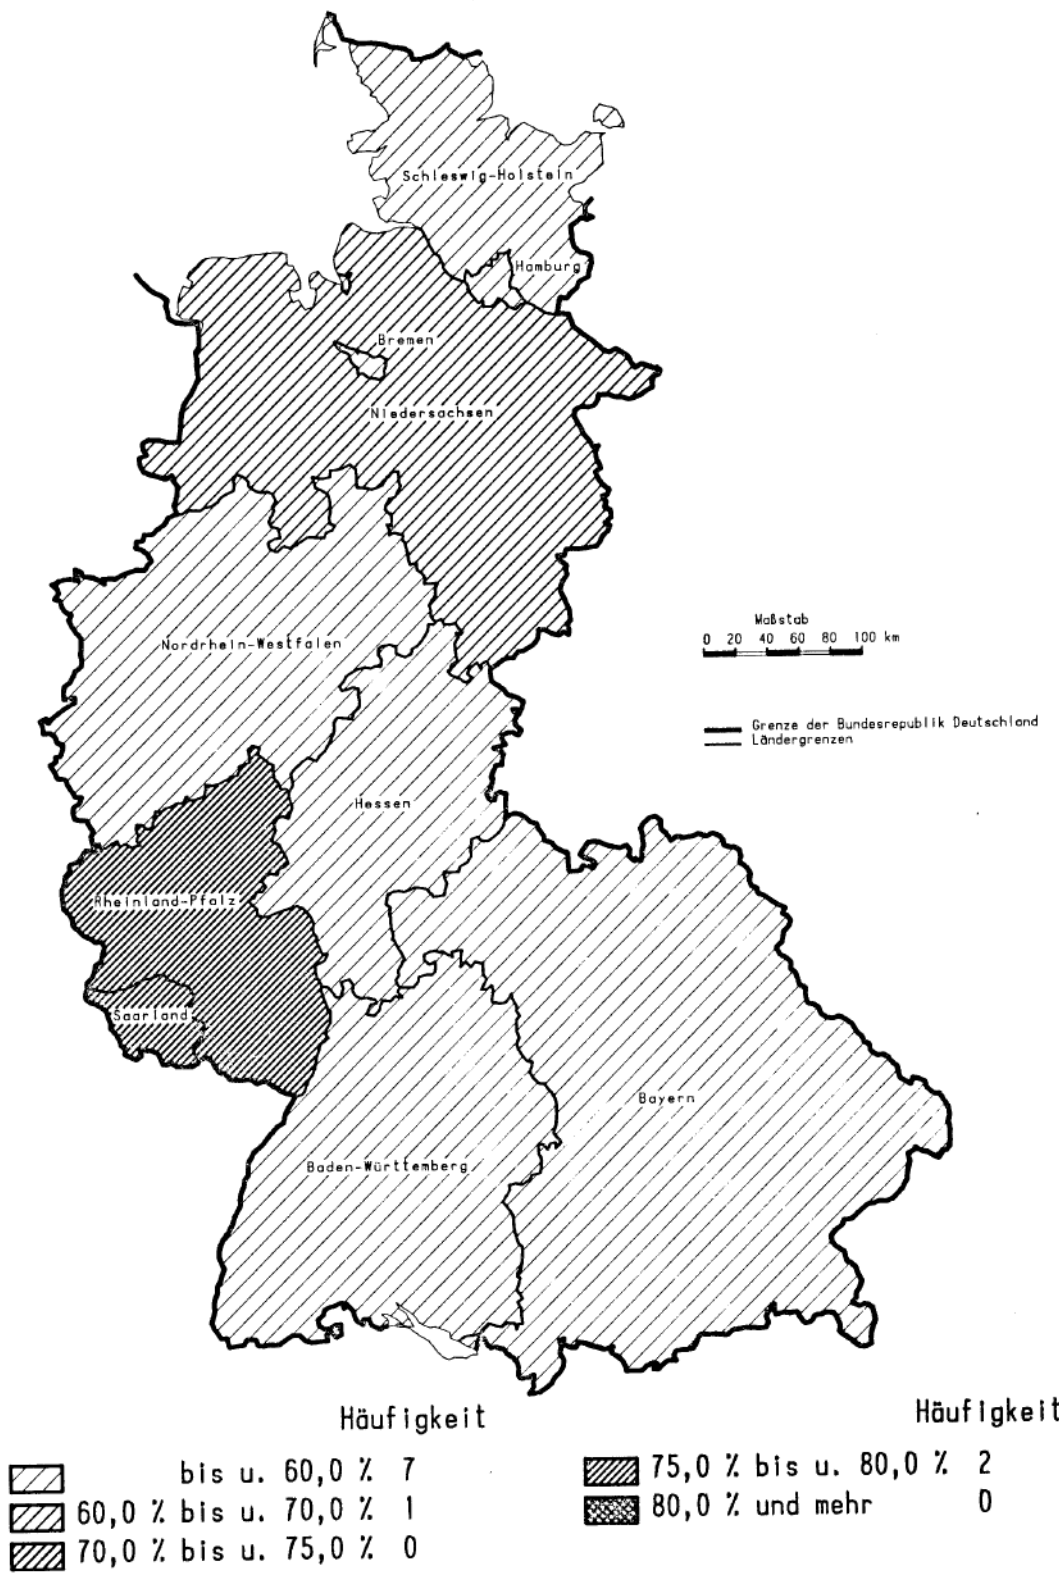 Schleswig-Holstein
Hamburg
Bremen
Niedersachsen
Maßstab
0 20 40 60 80 100 km
Nordrhein-Westfalen
Grenze der Bundesrepublik Deutschland
Ländergrenzen
Hessen
Rheinland-Pfalz
Saarland
Bayern
Baden-Württemberg
Häufigkeit
bis u. 60,0 % 7
60,0 % bis u. 70,0 % 1
70,0 % bis u. 75,0 % 0
Häufigkeit
75,0 % bis u. 80,0 % 2
80,0 % und mehr 0